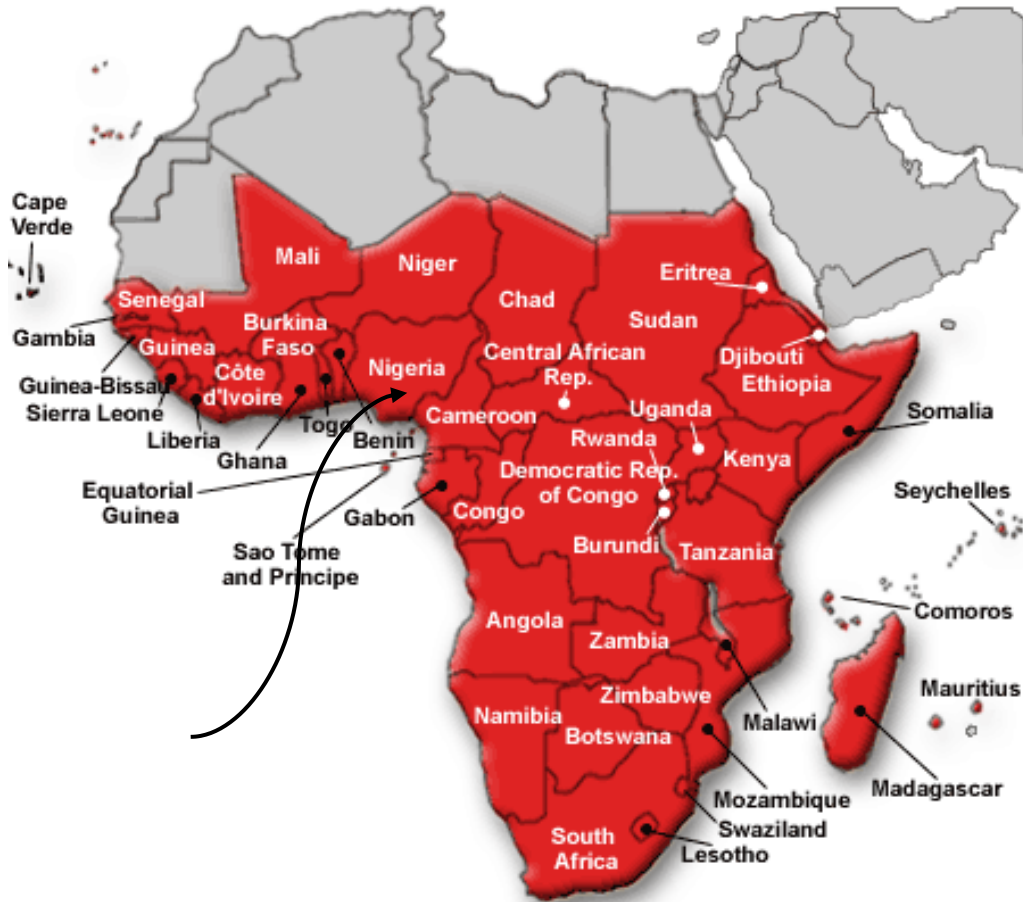 Cape
Verde
Mali
Niger
Chad
Sudan
Eritrea
Senegal
Gambia
Guinea
Burkina
Faso
Nigeria
Central African
Rep.
Djibouti
Ethiopia
Guinea-Bissau
Sierra Leone
Côte
d'Ivoire
Liberia
Ghana
Togo
Benin
Cameroon
Uganda
Rwanda
Kenya
Somalia
Democratic Rep.
of Congo
Equatorial
Guinea
Gabon
Congo
Burundi
Tanzania
Seychelles
Sao Tome
and Principe
Angola
Zambia
Comoros
Zimbabwe
Malawi
Mauritius
Namibia
Botswana
Mozambique
Madagascar
Swaziland
South
Africa
Lesotho